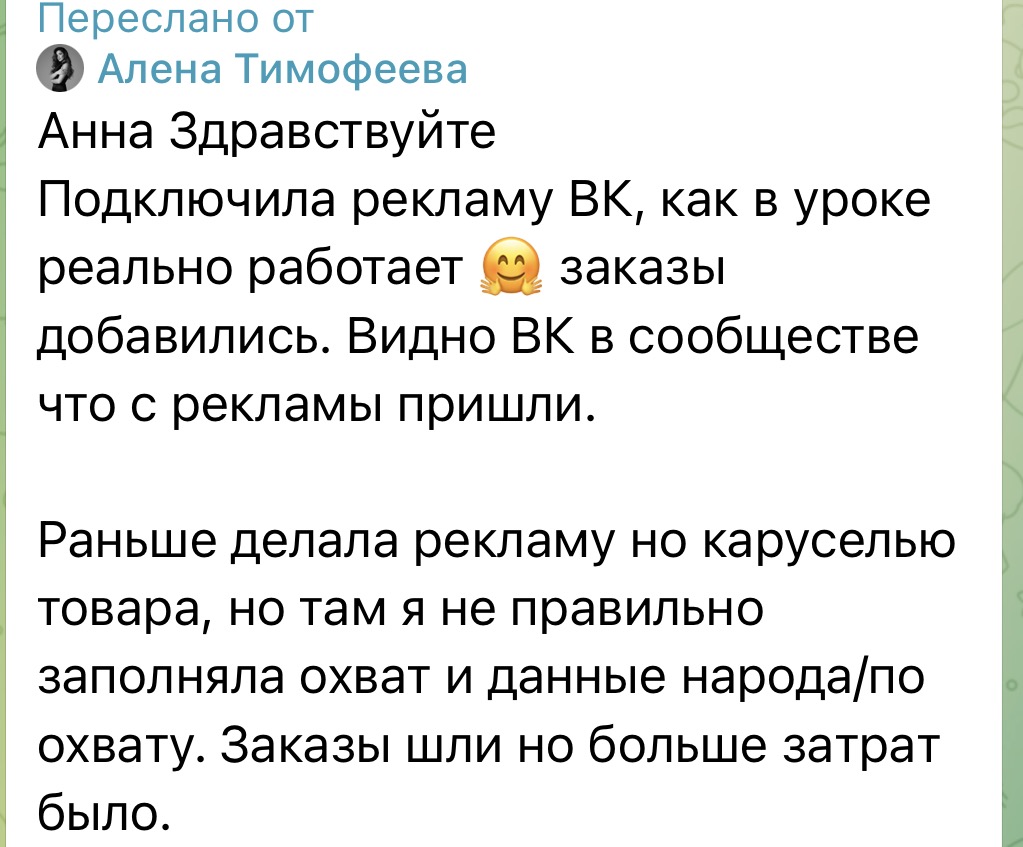 Переслано от
Алена Тимофеева
Анна Здравствуйте
Подключила рекламу ВК, как в уроке
реально работает 🤗 заказы
добавились. Видно ВК в сообществе
что с рекламы пришли.
Раньше делала рекламу но каруселью
товара, но там я не правильно
заполняла охват и данные народа/по
охвату. Заказы шли но больше затрат
было.